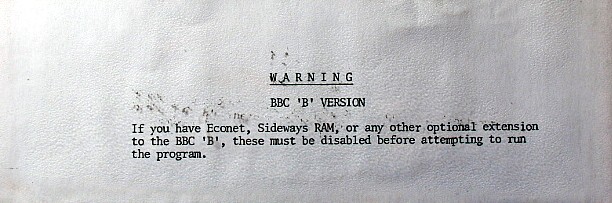 WARNING
BBC 'B' VERSION
If you have Econet, Sideways RAM, or any other optional extension
to the BBC 'B', these must be disabled before attempting to run
the program.